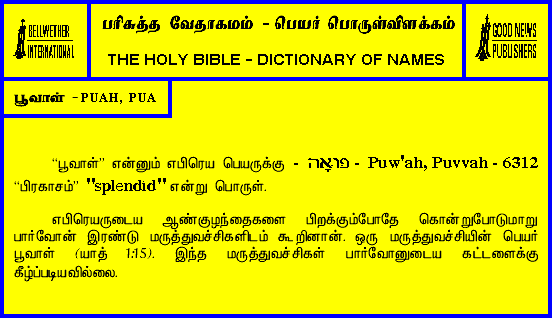 BELLWETHER
INTERNATIONAL
பரிசுத்த வேதாகமம் - பெயர் பொருள்விளக்கம்
THE HOLY BIBLE - DICTIONARY OF NAMES
GOOD NEWS
PUBLISHERS
பூவாள் - PUAH, PUA
“பூவாள்” என்னும் எபிரெய பெயருக்கு - פּוּאָה - Puw'ah, Puvvah - 6312
“பிரகாசம்” "splendid" என்று பொருள்.
எபிரெயருடைய ஆண்குழந்தைகளை பிறக்கும்போதே கொன்றுபோடுமாறு
பார்வோன் இரண்டு மருத்துவச்சிகளிடம் கூறினான். ஒரு மருத்துவச்சியின் பெயர்
பூவாள் (யாத் 1:15). இந்த மருத்துவச்சிகள் பார்வோனுடைய கட்டளைக்கு
கீழ்ப்படியவில்லை.